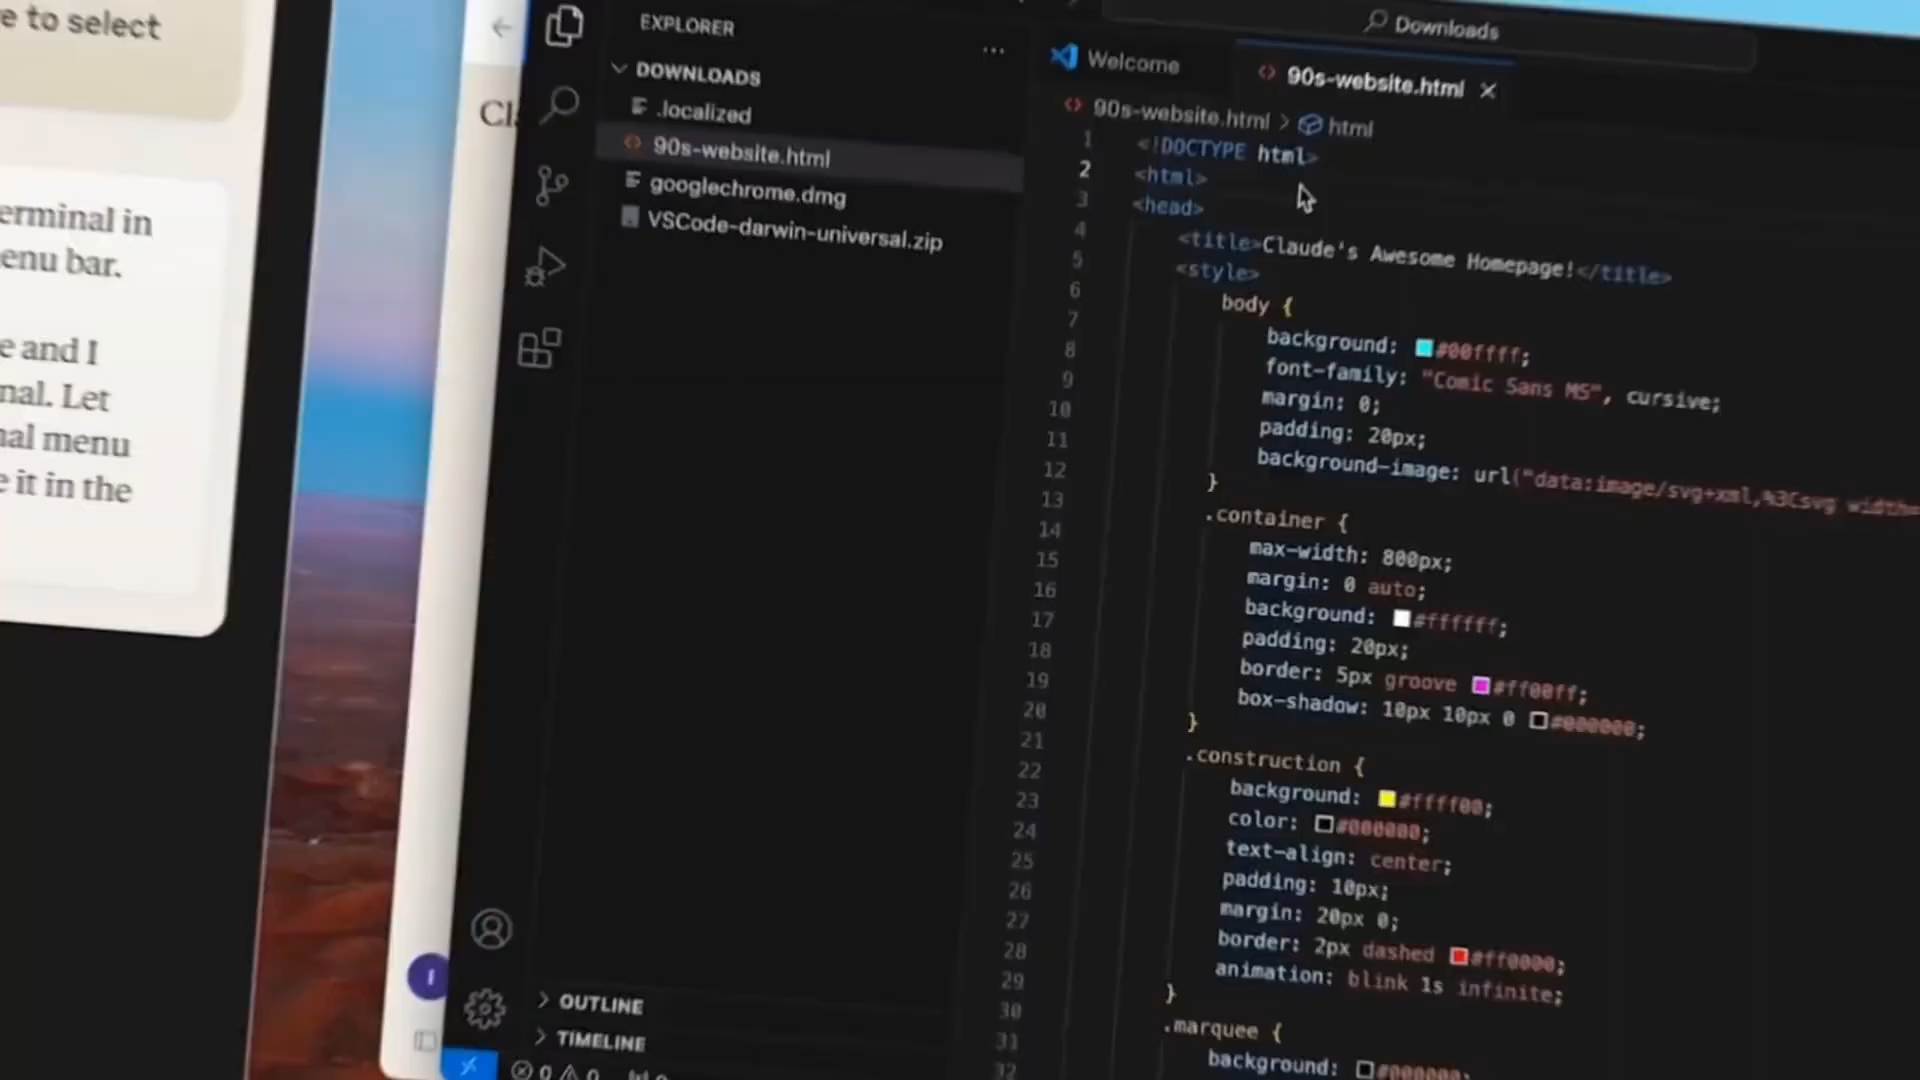 e to select
erminal in
enu bar.
e and I
nal. Let
nal menu
e it in the
EXPLORER
DOWNLOADS
.localized
90s-website.html
googlechrome.dmg
VSCode-darwin-universal.zip
OUTLINE
TIMELINE
0 0
Downloads
Welcome
90s-website.html
90s-website.html > html
1 <!DOCTYPE html>
2 <html>
3 <head>
4 <title>Claude's Awesome Homepage!</title>
5 <style>
6 body {
7 background: #00ffff;
8 font-family: "Comic Sans MS", cursive;
9 margin: 0;
10 padding: 20px;
11 background-image: url("data:image/svg+xml,%3Csvg width=
12 }
13 .container {
14 max-width: 800px;
15 margin: 0 auto;
16 background: #ffffff;
17 padding: 20px;
18 border: 5px groove #ff00ff;
19 box-shadow: 10px 10px 0 #000000;
20 }
21 .construction {
22 background: #ffff00;
23 color: #000000;
24 text-align: center;
25 padding: 10px;
26 margin: 20px 0;
27 border: 2px dashed #ff0000;
28 animation: blink 1s infinite;
29 }
30 .marquee {
31 background: #000000;
32